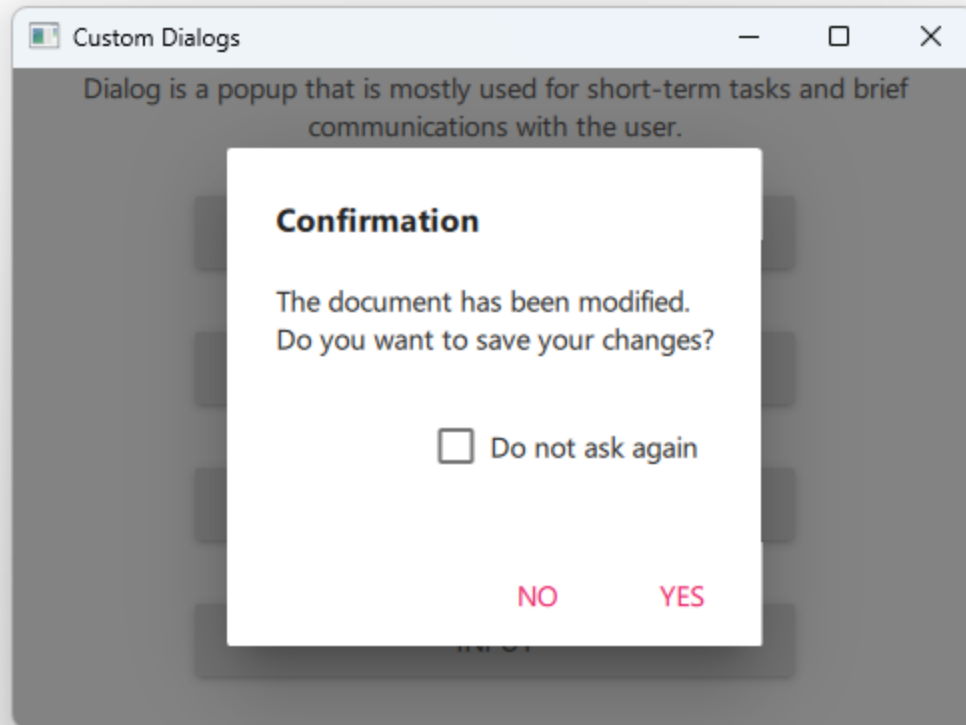 Custom Dialogs
Dialog is a popup that is mostly used for short-term tasks and brief
communications with the user.
Confirmation
The document has been modified.
Do you want to save your changes?
Do not ask again
NO YES
INPUT